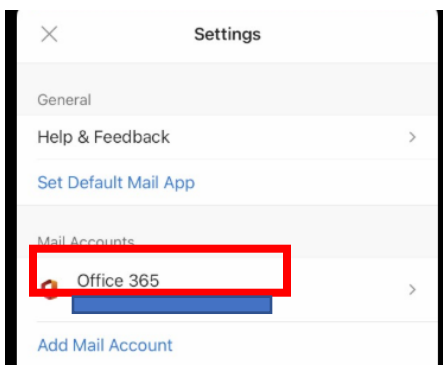 Settings
General
Help & Feedback
Set Default Mail App
Mail Accounts
Office 365
Add Mail Account